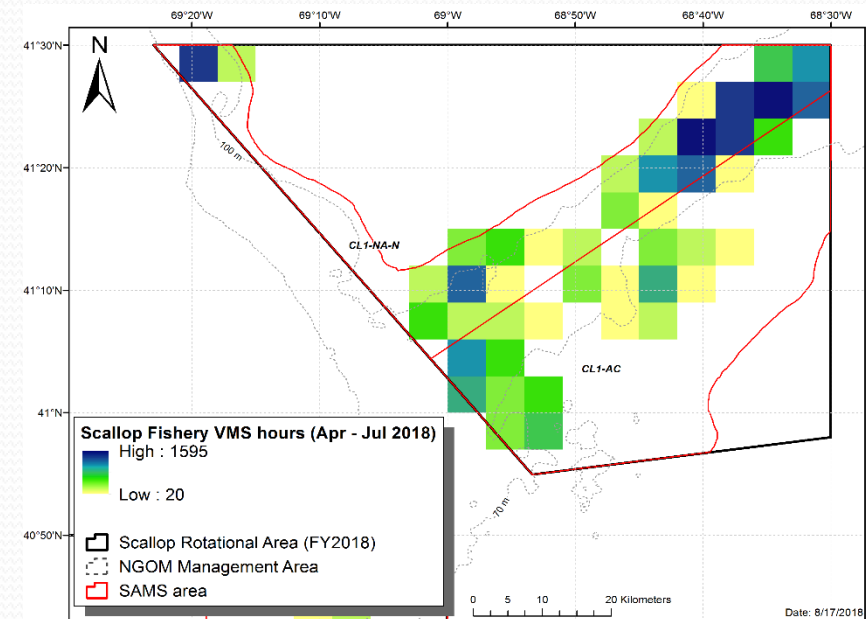 69°20'W 69°10'W 69°W 68°50'W 68°40'W 68°30'W
41°30'N
N
41°20'N
100 m
CL1-NA-N
41°10'N
CL1-AC
41°N
Scallop Fishery VMS hours (Apr - Jul 2018)
High : 1595
Low : 20
70 m
40°50'N
Scallop Rotational Area (FY2018)
NGOM Management Area
SAMS area
0 5 10 20 Kilometers
Date: 8/17/2018